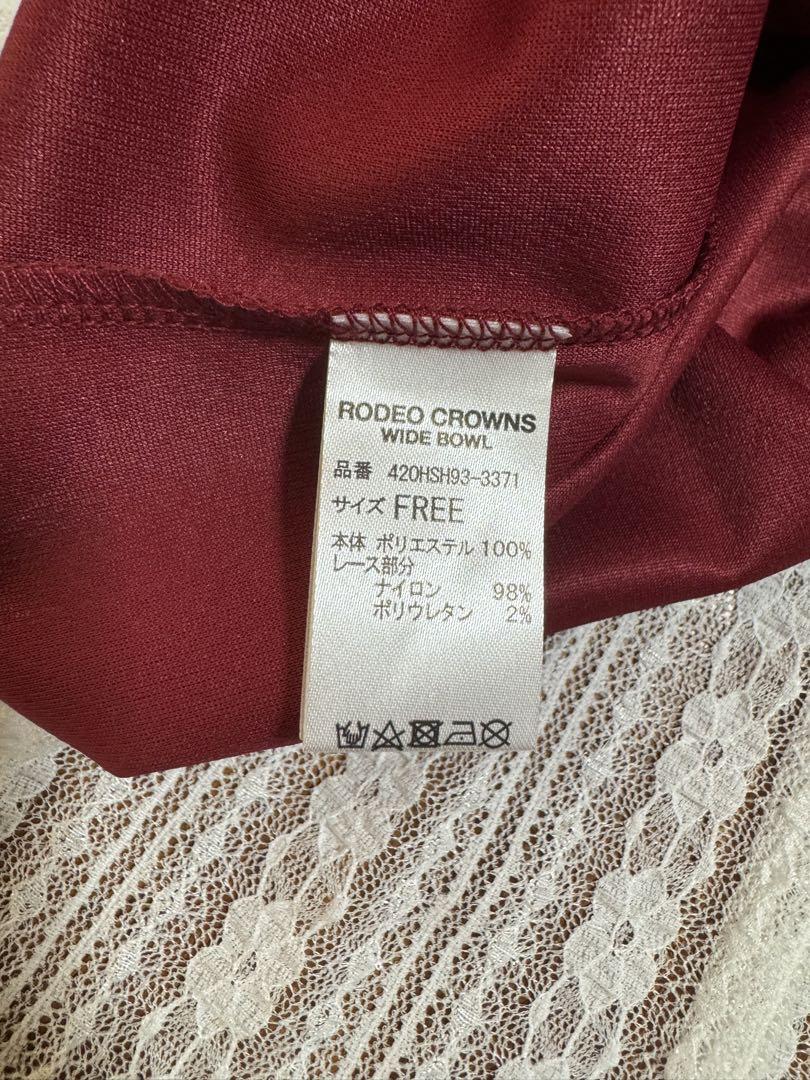 RODEO CROWNS
WIDE BOWL
品番 420HSH93-3371
サイズ FREE
本体 ポリエステル 100%
レース部分
ナイロン 98%
ポリウレタン 2%